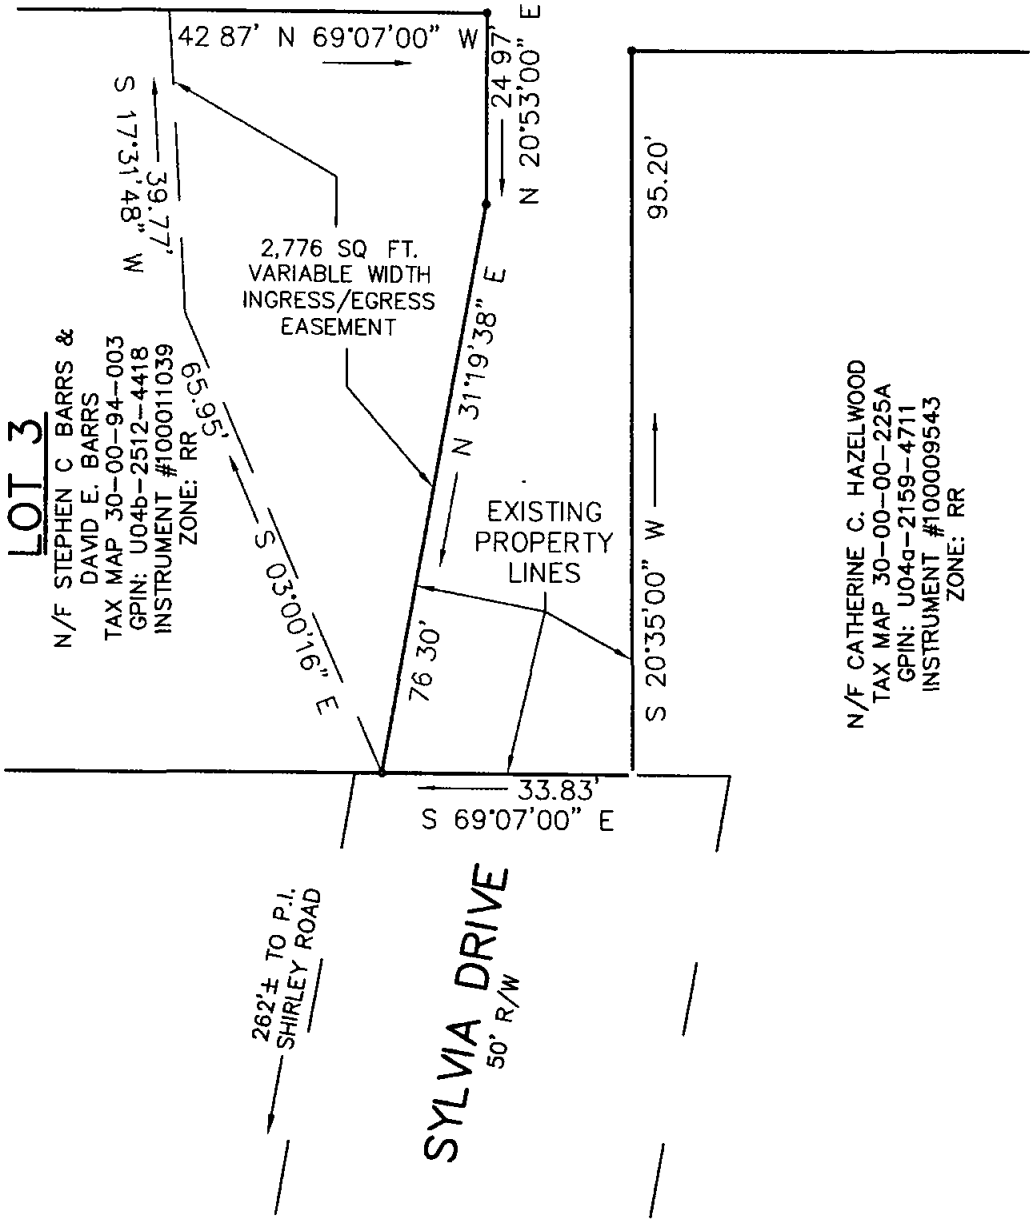 42 87' N 69°07'00" W
24 97'
N 20°53'00" E
S 17°31'48" W
39.77'
2,776 SQ FT.
VARIABLE WIDTH
INGRESS/EGRESS
EASEMENT
95.20'
S 20°35'00" W
N 31°19'38" E
76 30'
LOT 3
N/F STEPHEN C BARRS &
DAVID E. BARRS
TAX MAP 30-00-94-003
GPIN: U04b-2512-4418
INSTRUMENT #100011039
ZONE: RR
65.95'
S 03°00'16" E
EXISTING
PROPERTY
LINES
N/F CATHERINE C. HAZELWOOD
TAX MAP 30-00-00-225A
GPIN: U04a-2159-4711
INSTRUMENT #100009543
ZONE: RR
33.83'
S 69°07'00" E
262'± TO P.I.
SHIRLEY ROAD
SYLVIA DRIVE
50' R/W